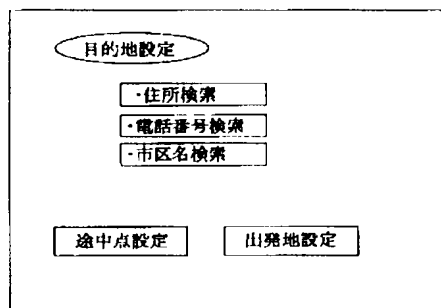 目的地設定
・住所検索
・電話番号検索
・市区名検索
途中点設定 出発地設定